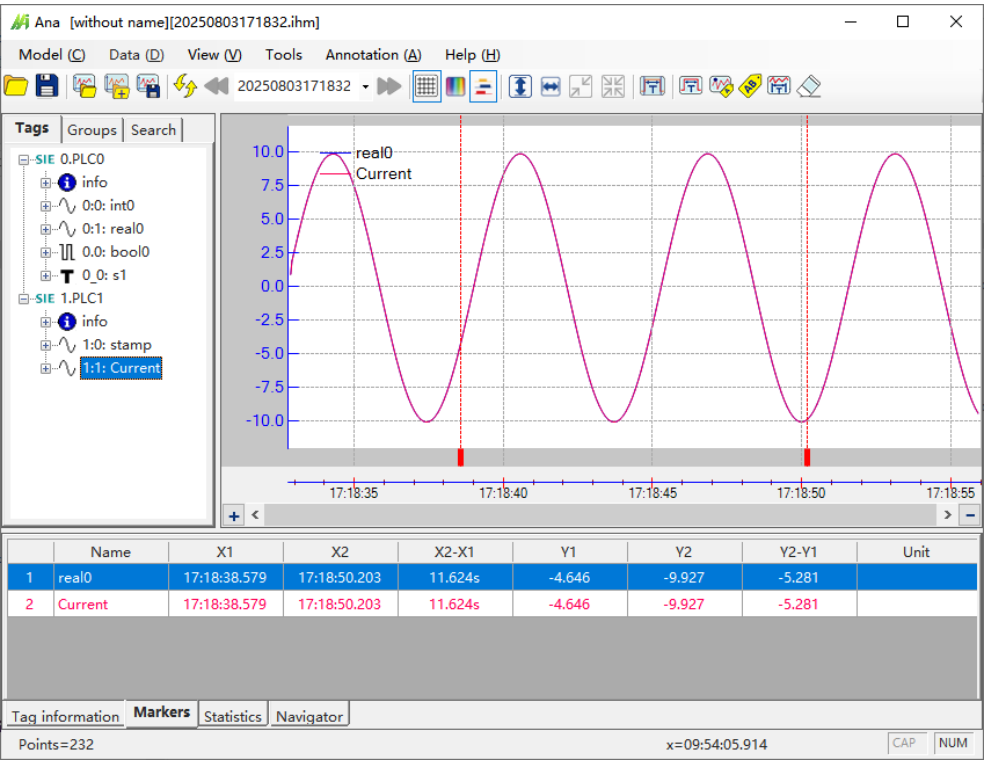 Ana [without name][20250803171832.ihm]
Model (C) Data (D) View (V) Tools Annotation (A) Help (H)
20250803171832
Tags Groups Search
SIE 0.PLC0
info
0:0: int0
0:1: real0
0.0: bool0
T 0_0: s1
SIE 1.PLC1
info
1:0: stamp
1:1: Current
real0
Current
10.0
7.5
5.0
2.5
0.0
-2.5
-5.0
-7.5
-10.0
17:18:35 17:18:40 17:18:45 17:18:50 17:18:55
Name X1 X2 X2-X1 Y1 Y2 Y2-Y1 Unit
1 real0 17:18:38.579 17:18:50.203 11.624s -4.646 -9.927 -5.281
2 Current 17:18:38.579 17:18:50.203 11.624s -4.646 -9.927 -5.281
Tag information Markers Statistics Navigator
Points=232 x=09:54:05.914 CAP NUM